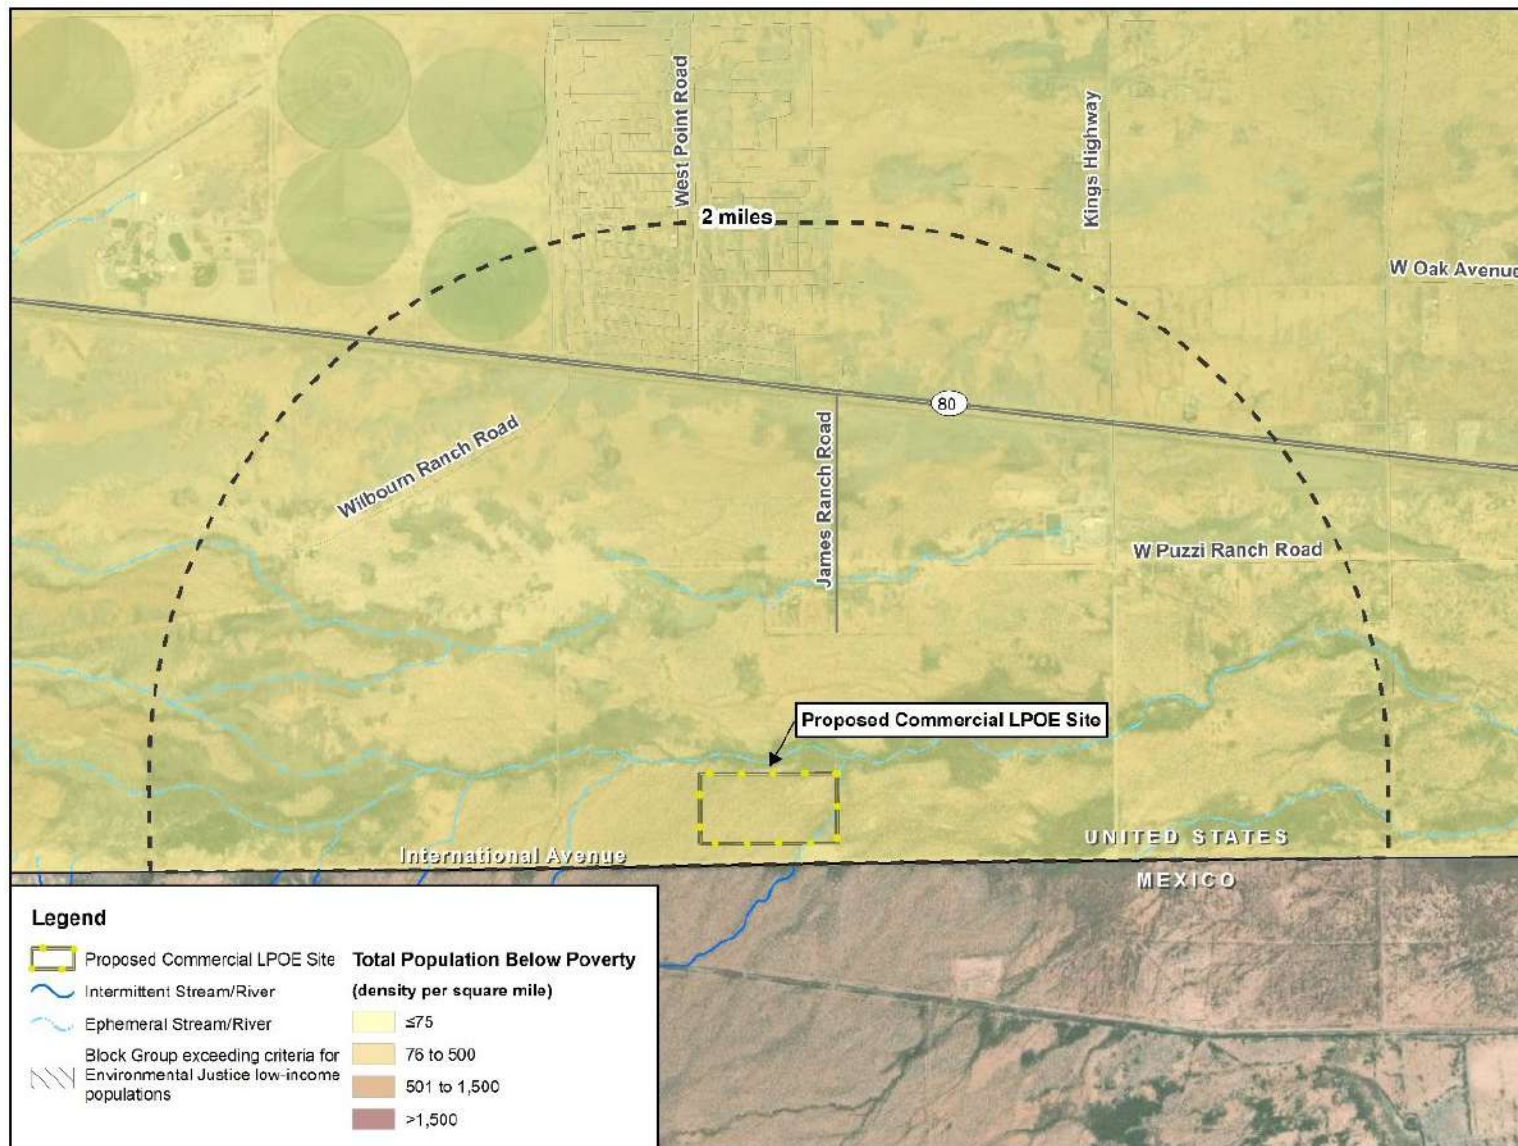 West Point Road
Kings Highway
2 miles
W Oak Avenue
80
Wilbourn Ranch Road
James Ranch Road
W Puzzi Ranch Road
Proposed Commercial LPOE Site
UNITED STATES
International Avenue
MEXICO
Legend
Proposed Commercial LPOE Site
Intermittent Stream/River
Ephemeral Stream/River
Block Group exceeding criteria for
Environmental Justice low-income
populations
Total Population Below Poverty
(density per square mile)
≤75
76 to 500
501 to 1,500
>1,500